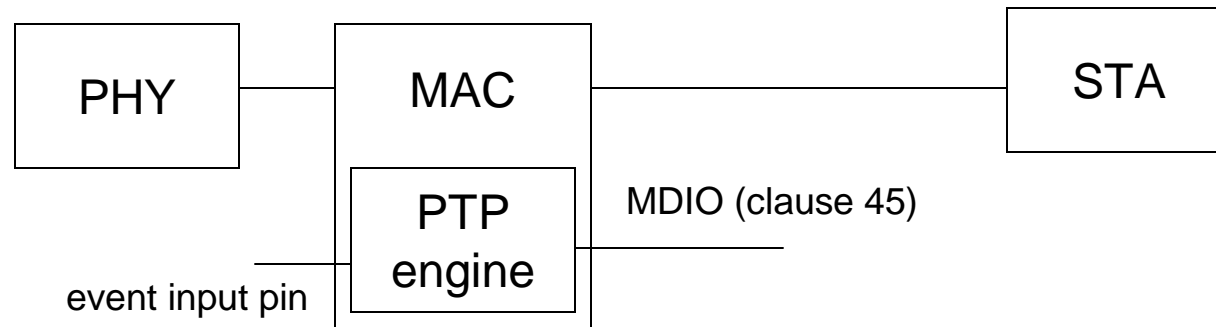 PHY
MAC
STA
PTP
engine
MDIO (clause 45)
event input pin